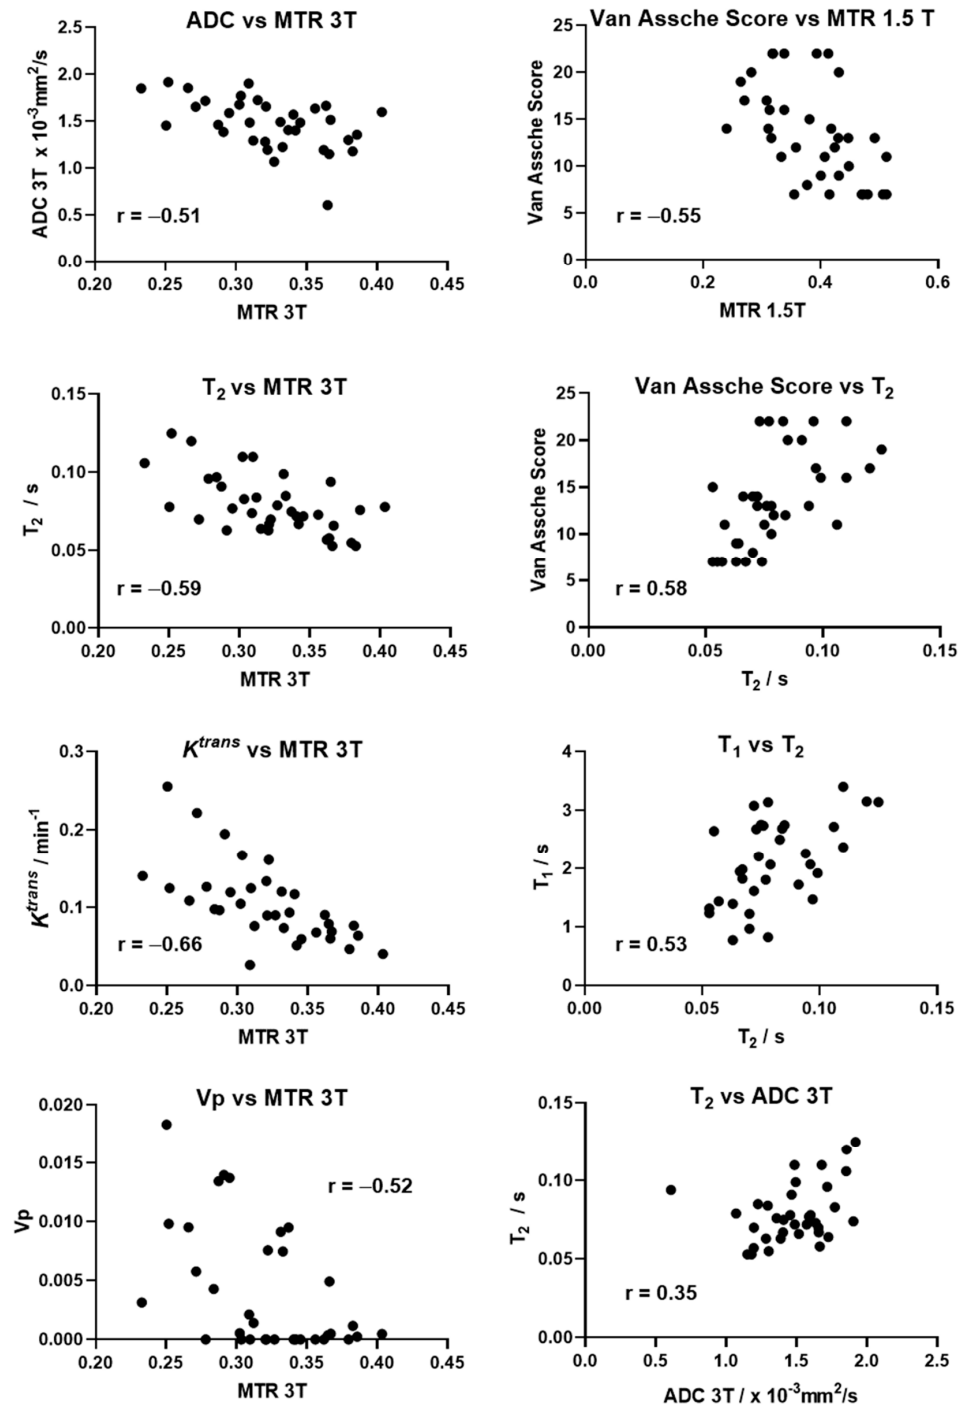 ADC vs MTR 3T
2.5
2.0
1.5
1.0
0.5
0.0
ADC 3T x 10⁻³mm²/s
r = −0.51
0.20 0.25 0.30 0.35 0.40 0.45
MTR 3T
Van Assche Score vs MTR 1.5 T
25
20
15
10
5
0
Van Assche Score
r = −0.55
0.0 0.2 0.4 0.6
MTR 1.5T
T₂ vs MTR 3T
0.15
0.10
0.05
0.00
T₂ / s
r = −0.59
0.20 0.25 0.30 0.35 0.40 0.45
MTR 3T
Van Assche Score vs T₂
25
20
15
10
5
0
Van Assche Score
r = 0.58
0.00 0.05 0.10 0.15
T₂ / s
Kᵗʳᵃⁿˢ vs MTR 3T
0.3
0.2
0.1
0.0
Kᵗʳᵃⁿˢ / min⁻¹
r = −0.66
0.20 0.25 0.30 0.35 0.40 0.45
MTR 3T
T₁ vs T₂
4
3
2
1
0
T₁ / s
r = 0.53
0.00 0.05 0.10 0.15
T₂ / s
Vp vs MTR 3T
0.020
0.015
0.010
0.005
0.000
Vp
r = −0.52
0.20 0.25 0.30 0.35 0.40 0.45
MTR 3T
T₂ vs ADC 3T
0.15
0.10
0.05
0.00
T₂ / s
r = 0.35
0.0 0.5 1.0 1.5 2.0 2.5
ADC 3T / x 10⁻³mm²/s